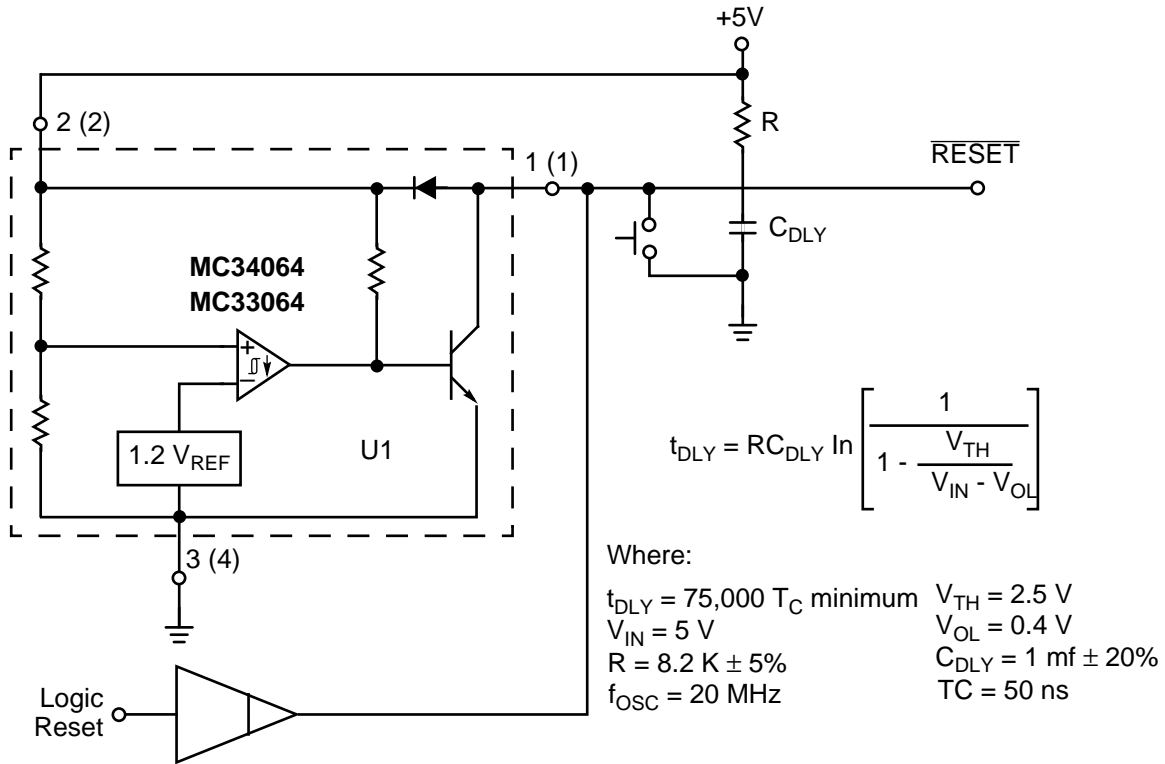 +5V
2 (2)
R
1 (1)
RESET
C_DLY
MC34064
MC33064
+
−
1.2 V_REF
U1
t_DLY = RC_DLY ln [ 1 / (1 - V_TH / (V_IN - V_OL)) ]
3 (4)
Where:
t_DLY = 75,000 T_C minimum
V_IN = 5 V
R = 8.2 K ± 5%
f_OSC = 20 MHz
V_TH = 2.5 V
V_OL = 0.4 V
C_DLY = 1 mf ± 20%
TC = 50 ns
Logic
Reset